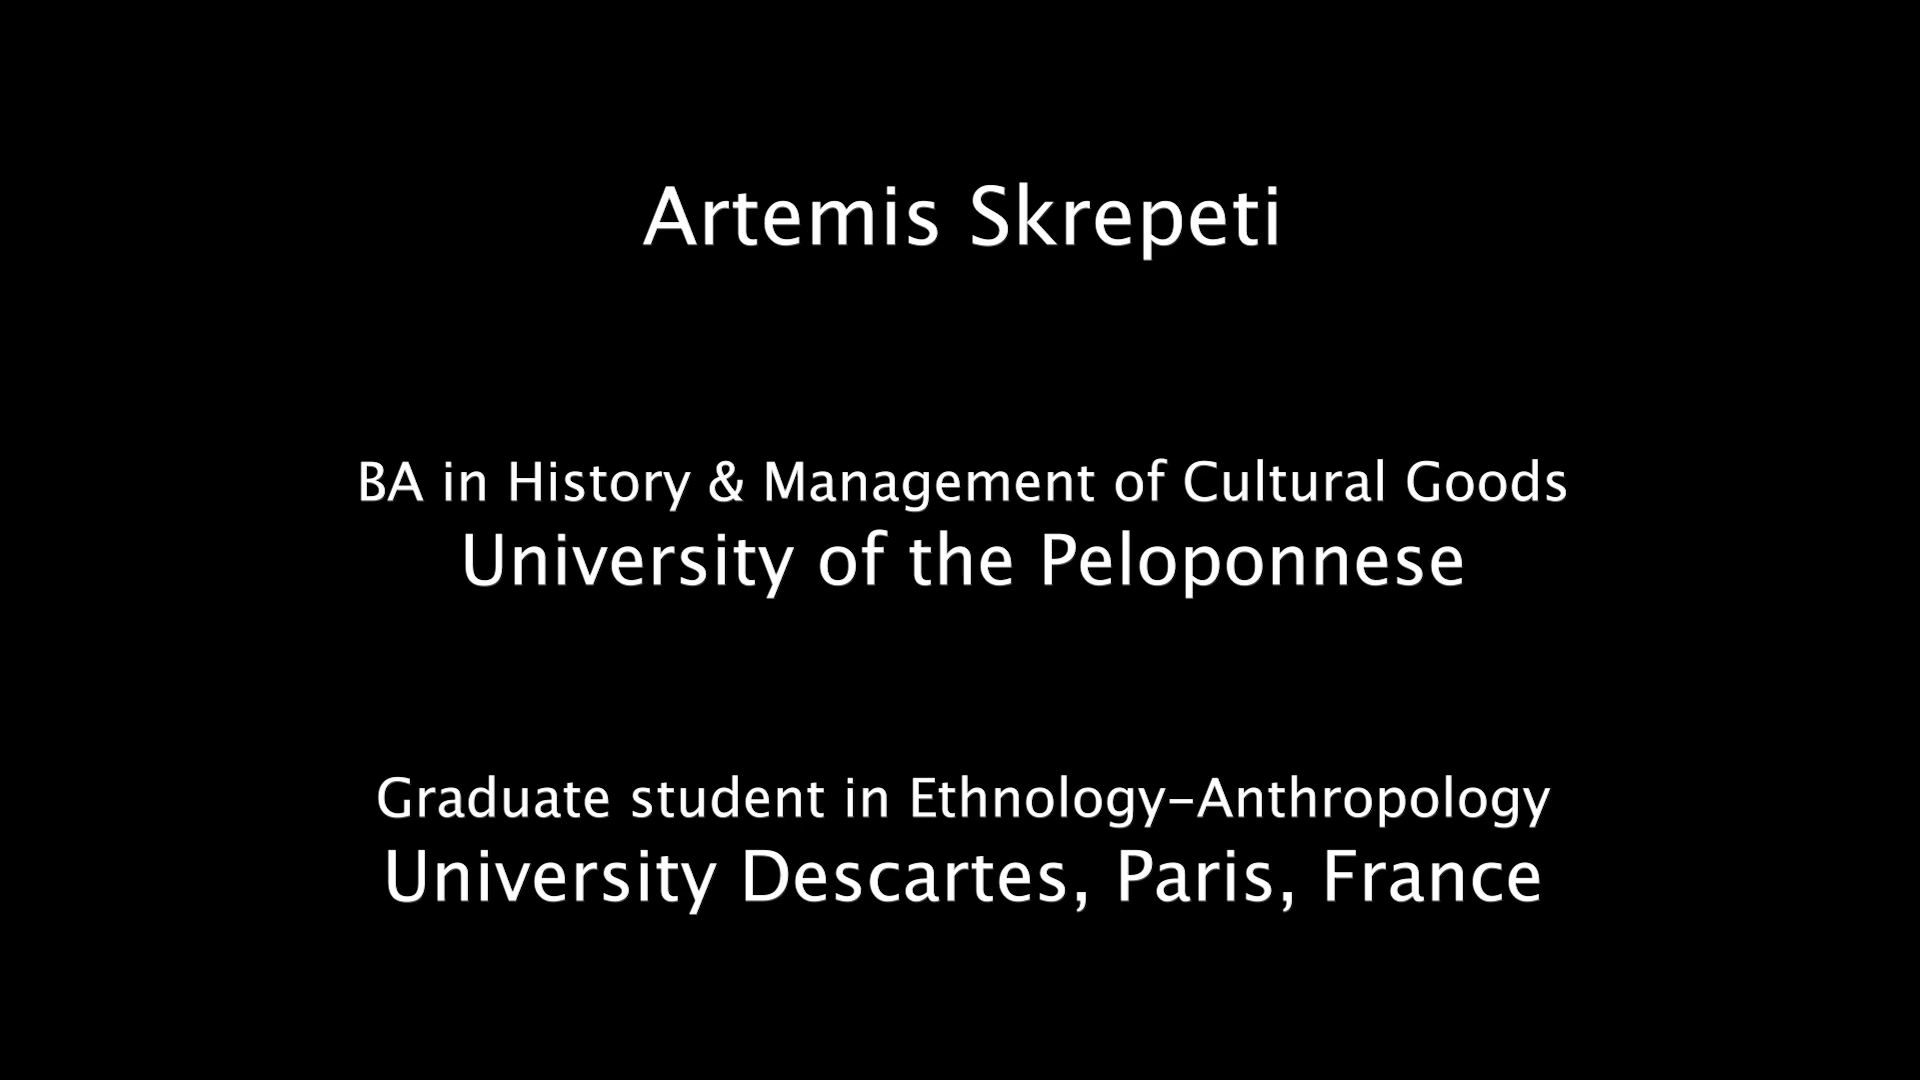 Artemis Skrepeti
BA in History & Management of Cultural Goods
University of the Peloponnese
Graduate student in Ethnology-Anthropology
University Descartes, Paris, France